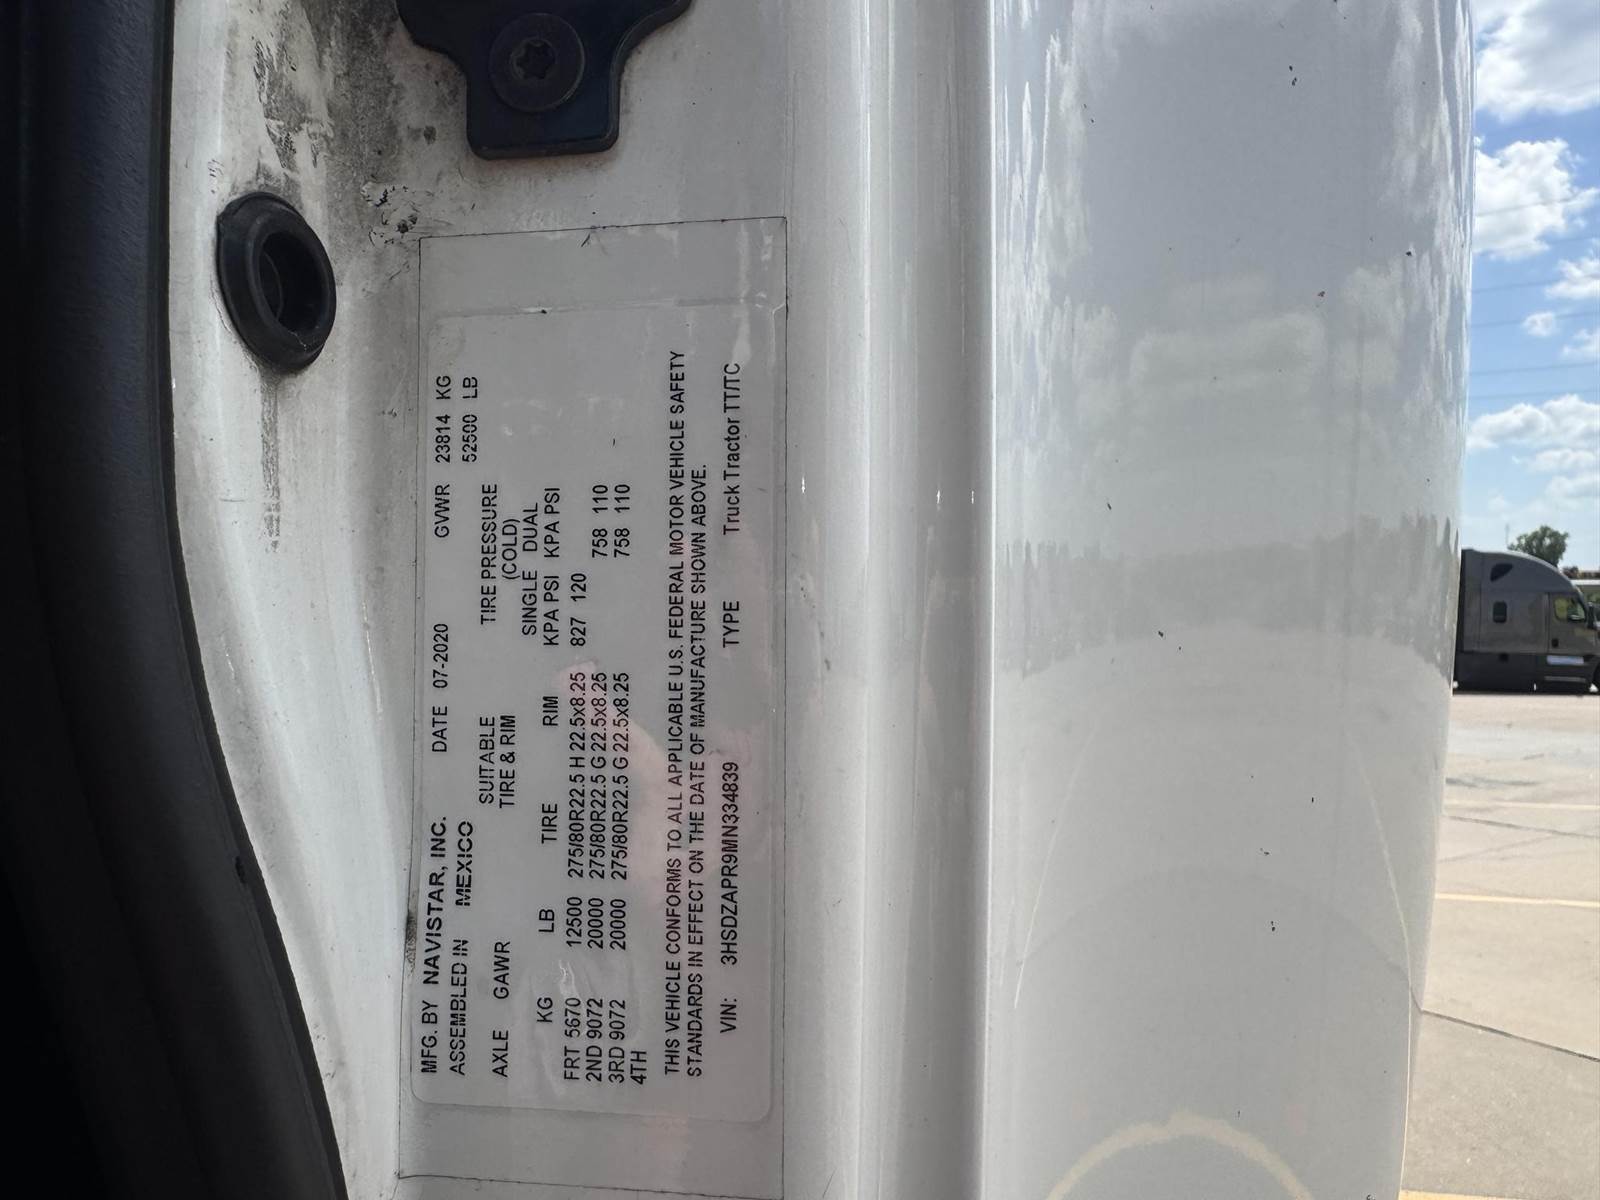 MFG. BY NAVISTAR, INC. DATE 07-2020 GVWR 23814 KG
ASSEMBLED IN MEXICO 52500 LB
SUITABLE TIRE PRESSURE
AXLE GAWR TIRE & RIM (COLD)
SINGLE DUAL
KG LB TIRE RIM KPA PSI KPA PSI
FRT 5670 12500 275/80R22.5 H 22.5x8.25 827 120
2ND 9072 20000 275/80R22.5 G 22.5x8.25 758 110
3RD 9072 20000 275/80R22.5 G 22.5x8.25 758 110
4TH
THIS VEHICLE CONFORMS TO ALL APPLICABLE U.S. FEDERAL MOTOR VEHICLE SAFETY
STANDARDS IN EFFECT ON THE DATE OF MANUFACTURE SHOWN ABOVE.
VIN: 3HSDZAPR9MN334839 TYPE Truck Tractor TT/TC